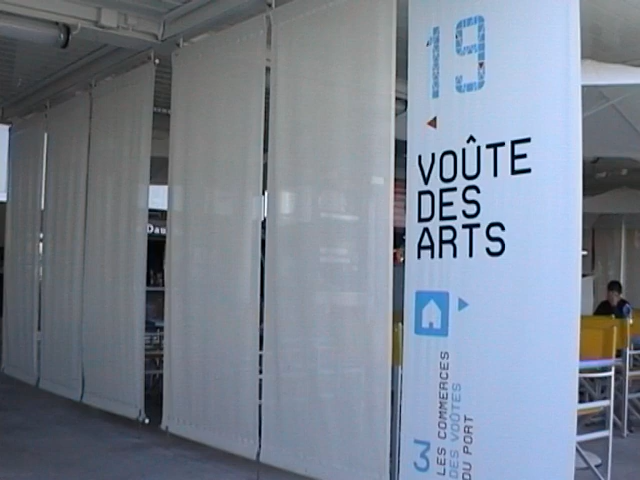 19
VOÛTE
DES
ARTS
3
LES COMMERCES
DES VOÛTES
DU PORT